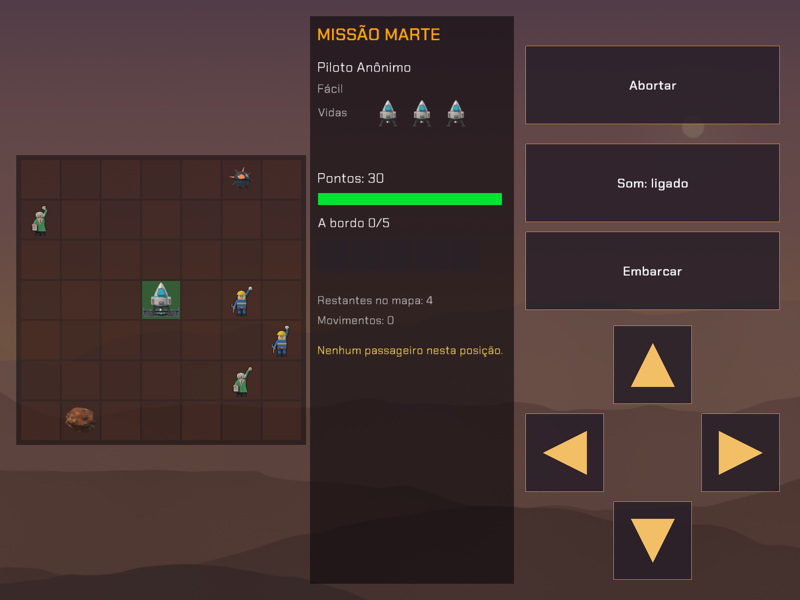 MISSÃO MARTE
Piloto Anônimo
Fácil
Vidas
Pontos: 30
A bordo 0/5
Restantes no mapa: 4
Movimentos: 0
Nenhum passageiro nesta posição.
Abortar
Som: ligado
Embarcar